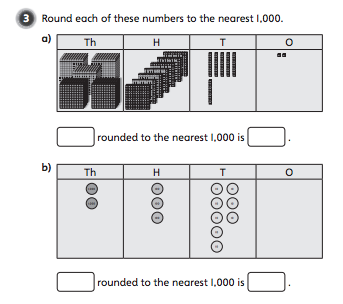 3 Round each of these numbers to the nearest 1,000.
a)
Th H T O
rounded to the nearest 1,000 is .
b)
Th H T O
rounded to the nearest 1,000 is .